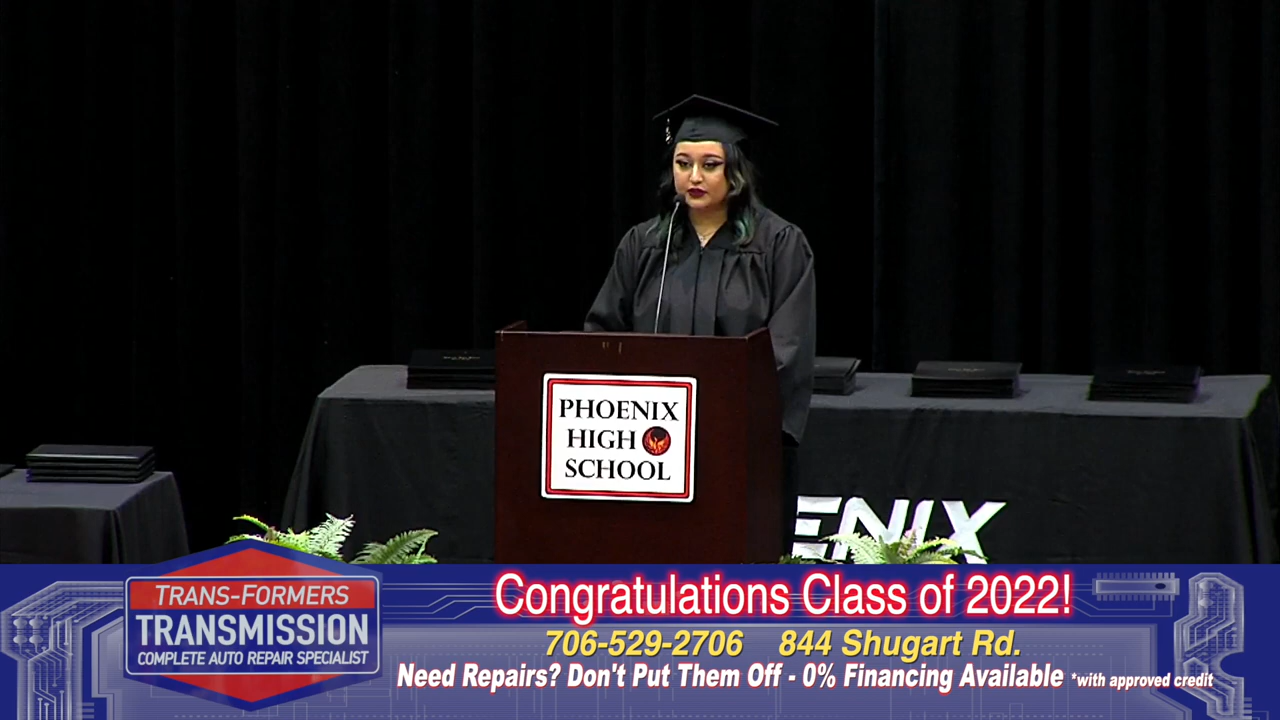 PHOENIX
HIGH
SCHOOL
ENIX
TRANS-FORMERS
TRANSMISSION
COMPLETE AUTO REPAIR SPECIALIST
Congratulations Class of 2022!
706-529-2706 844 Shugart Rd.
Need Repairs? Don't Put Them Off - 0% Financing Available *with approved credit